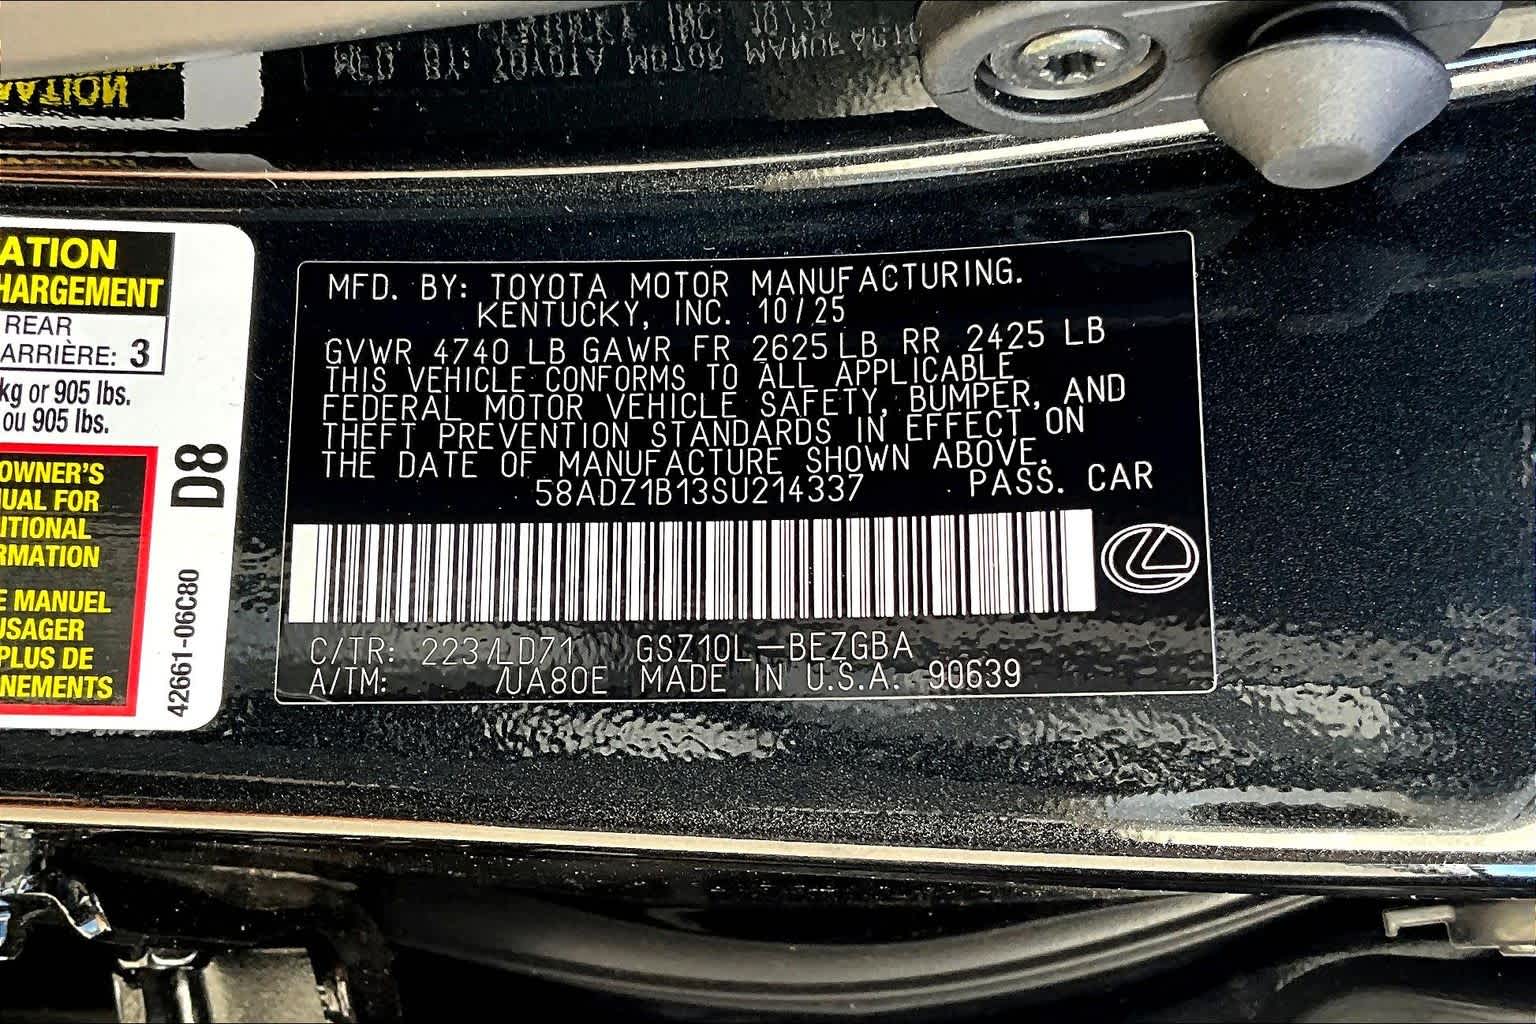 ATION
HARGEMENT
REAR
ARRIÈRE: 3
kg or 905 lbs.
ou 905 lbs.
OWNER'S
UAL FOR
ITIONAL
RMATION
E MANUEL
USAGER
PLUS DE
NEMENTS
D8
42661-06C80
MFD. BY: TOYOTA MOTOR MANUFACTURING.
KENTUCKY, INC. 10/25
GVWR 4740 LB GAWR FR 2625 LB RR 2425 LB
THIS VEHICLE CONFORMS TO ALL APPLICABLE
FEDERAL MOTOR VEHICLE SAFETY, BUMPER, AND
THEFT PREVENTION STANDARDS IN EFFECT ON
THE DATE OF MANUFACTURE SHOWN ABOVE.
58ADZ1B13SU214337 PASS. CAR
C/TR: 223/LD71 GSZ10L-BEZGBA
A/TM: /UA80E MADE IN U.S.A. 90639